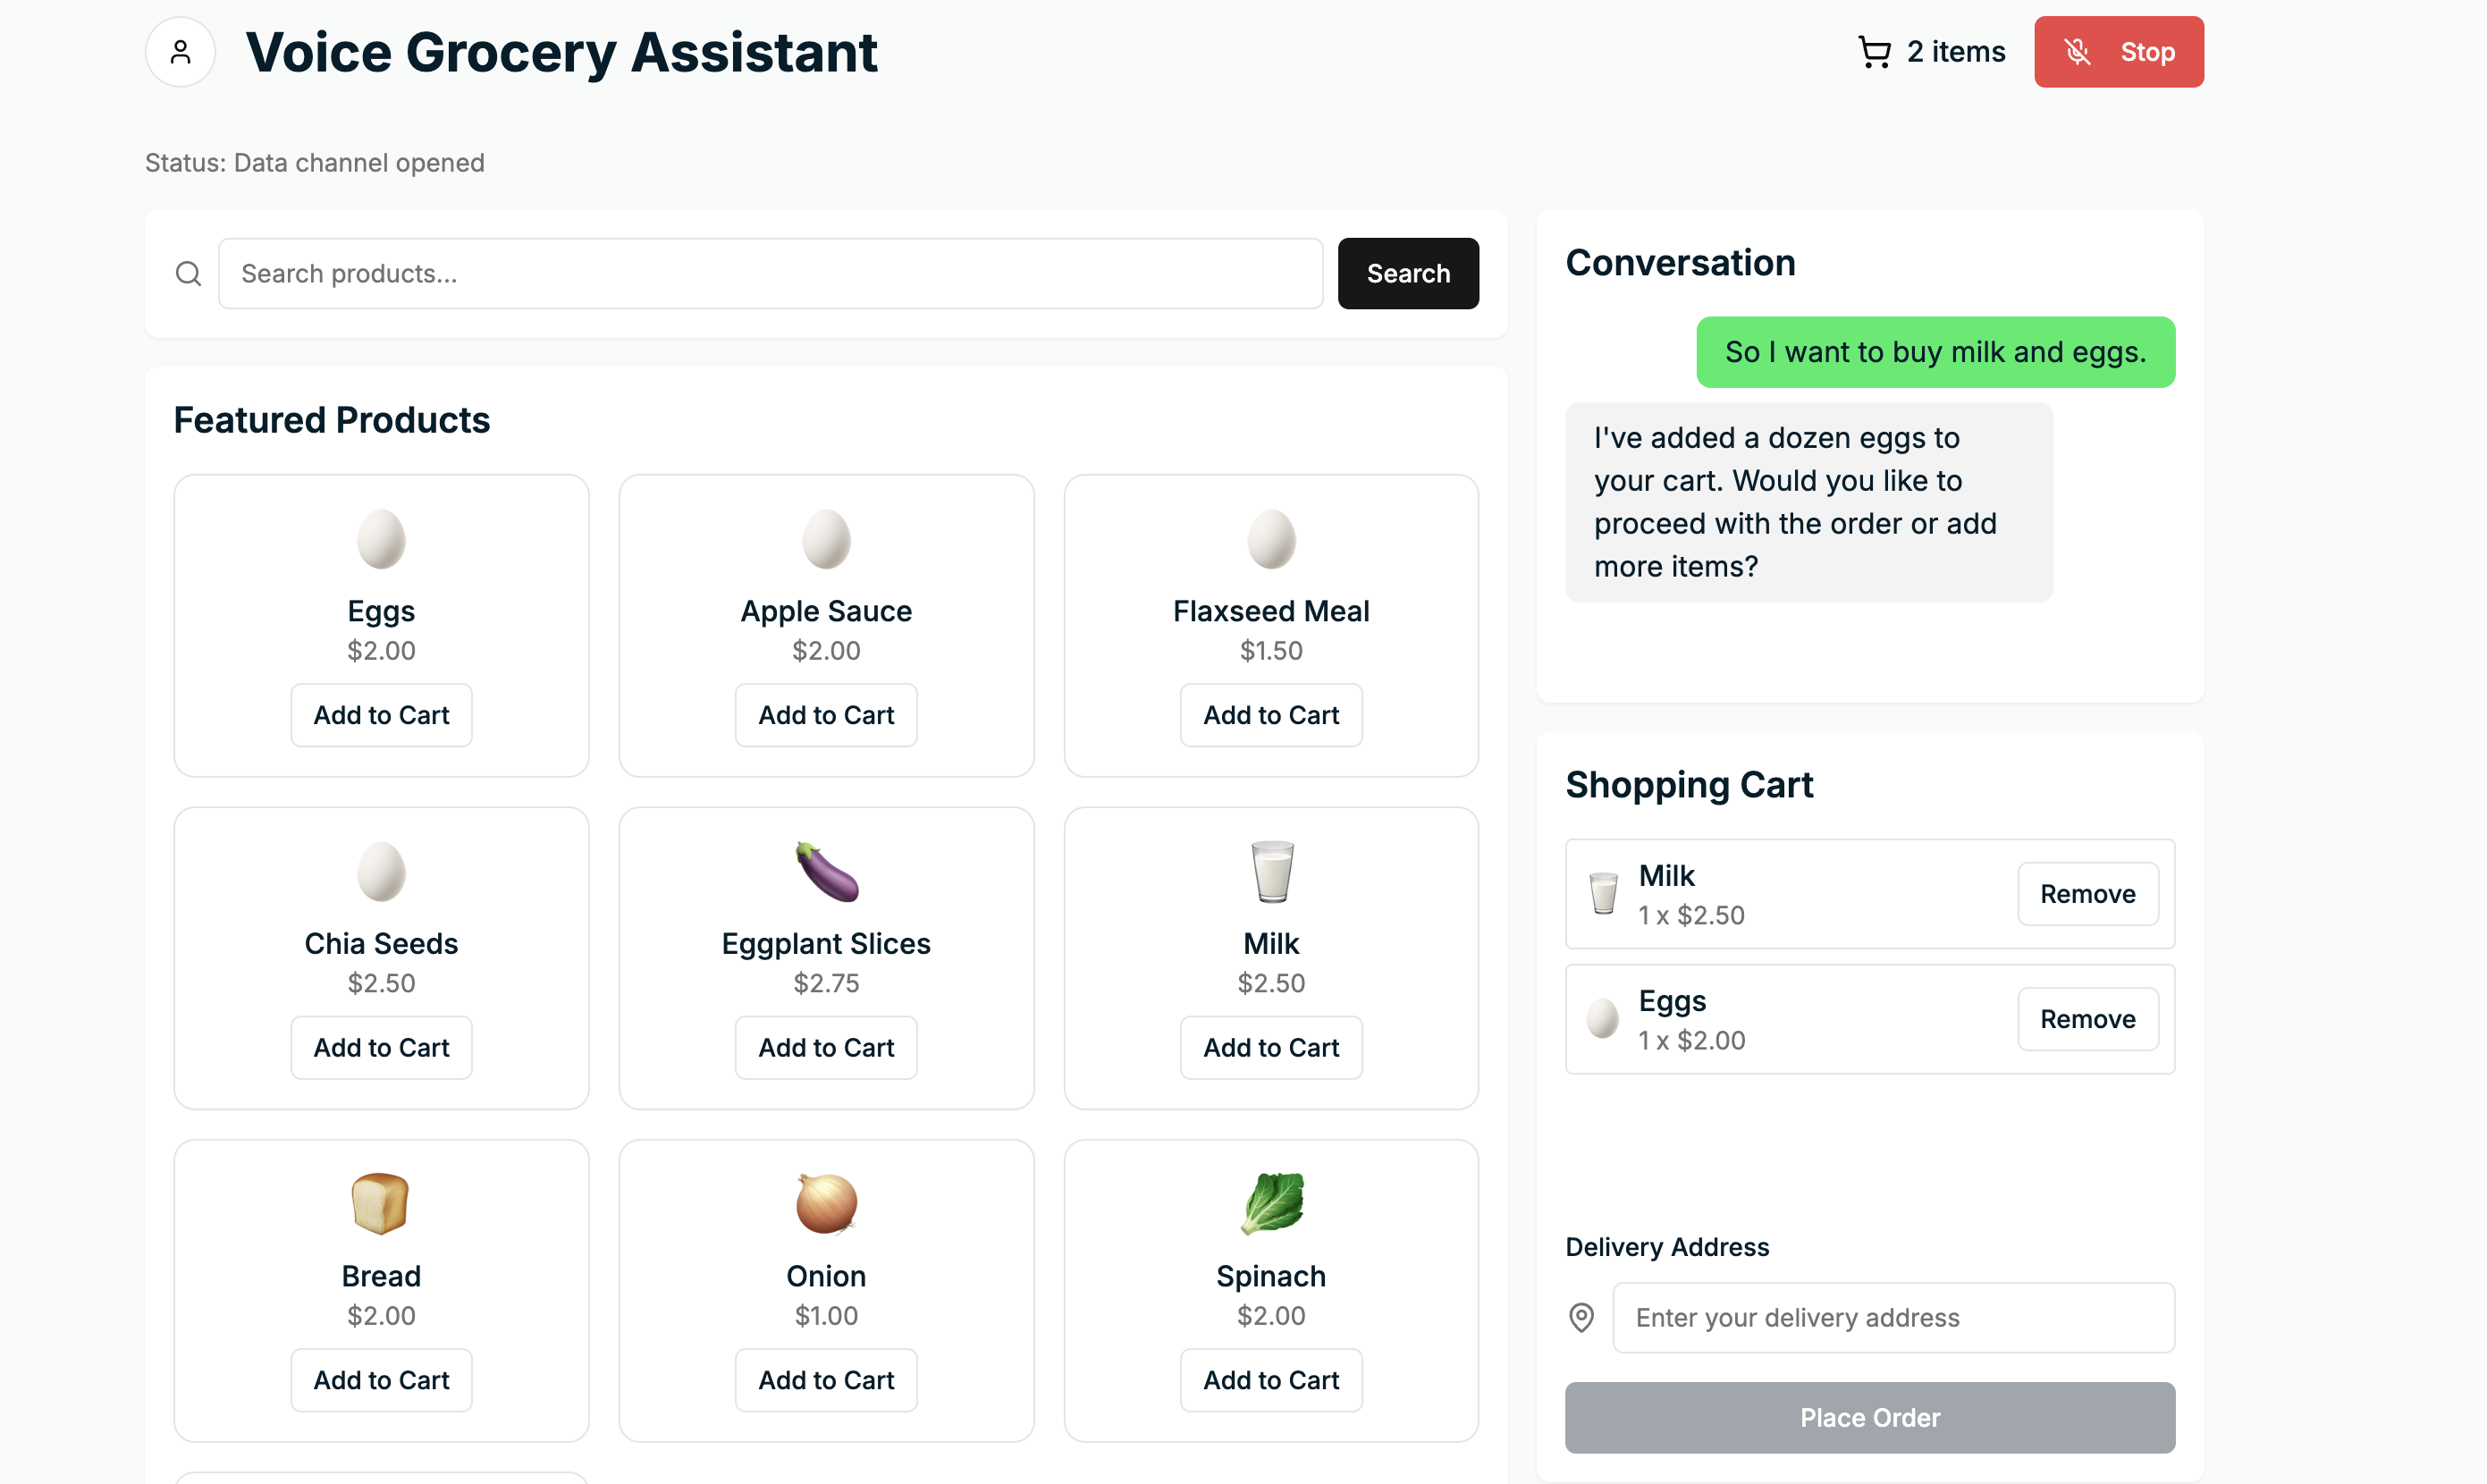 Voice Grocery Assistant
2 items
Stop
Status: Data channel opened
Search products...
Search
Featured Products
Eggs
$2.00
Add to Cart
Apple Sauce
$2.00
Add to Cart
Flaxseed Meal
$1.50
Add to Cart
Chia Seeds
$2.50
Add to Cart
Eggplant Slices
$2.75
Add to Cart
Milk
$2.50
Add to Cart
Bread
$2.00
Add to Cart
Onion
$1.00
Add to Cart
Spinach
$2.00
Add to Cart
Conversation
So I want to buy milk and eggs.
I've added a dozen eggs to
your cart. Would you like to
proceed with the order or add
more items?
Shopping Cart
Milk
1 x $2.50
Remove
Eggs
1 x $2.00
Remove
Delivery Address
Enter your delivery address
Place Order